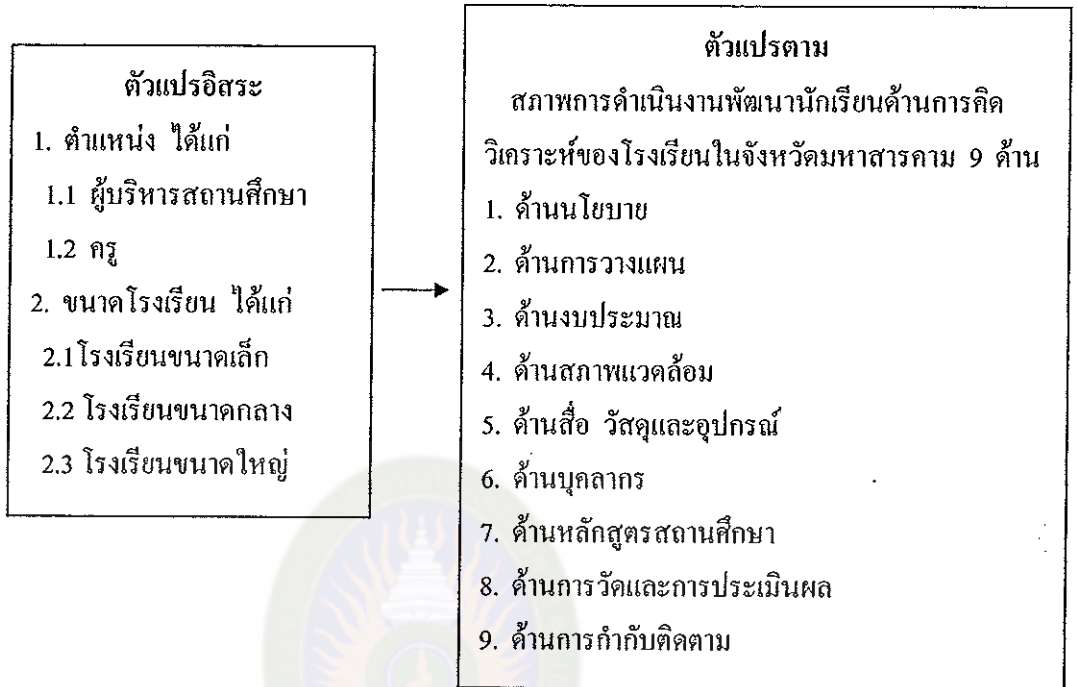 ตัวแปรอิสระ
1. ตำแหน่ง ได้แก่
1.1 ผู้บริหารสถานศึกษา
1.2 ครู
2. ขนาดโรงเรียน ได้แก่
2.1โรงเรียนขนาดเล็ก
2.2 โรงเรียนขนาดกลาง
2.3 โรงเรียนขนาดใหญ่
ตัวแปรตาม
สภาพการดำเนินงานพัฒนานักเรียนด้านการคิด
วิเคราะห์ของโรงเรียนในจังหวัดมหาสารคาม 9 ด้าน
1. ด้านนโยบาย
2. ด้านการวางแผน
3. ด้านงบประมาณ
4. ด้านสภาพแวดล้อม
5. ด้านสื่อ วัสดุและอุปกรณ์
6. ด้านบุคลากร
7. ด้านหลักสูตรสถานศึกษา
8. ด้านการวัดและการประเมินผล
9. ด้านการกำกับติดตาม